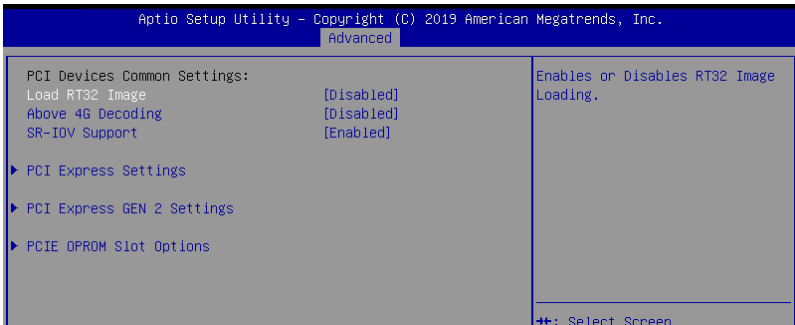 Aptio Setup Utility – Copyright (C) 2019 American Megatrends, Inc.
Advanced
PCI Devices Common Settings:
Load RT32 Image [Disabled]
Above 4G Decoding [Disabled]
SR-IOV Support [Enabled]
PCI Express Settings
PCI Express GEN 2 Settings
PCIE OPROM Slot Options
Enables or Disables RT32 Image
Loading.
→←: Select Screen